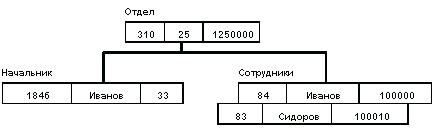 Отдел
310 25 1250000
Начальник
1846 Иванов 33
Сотрудники
84 Иванов 100000
83 Сидоров 100010